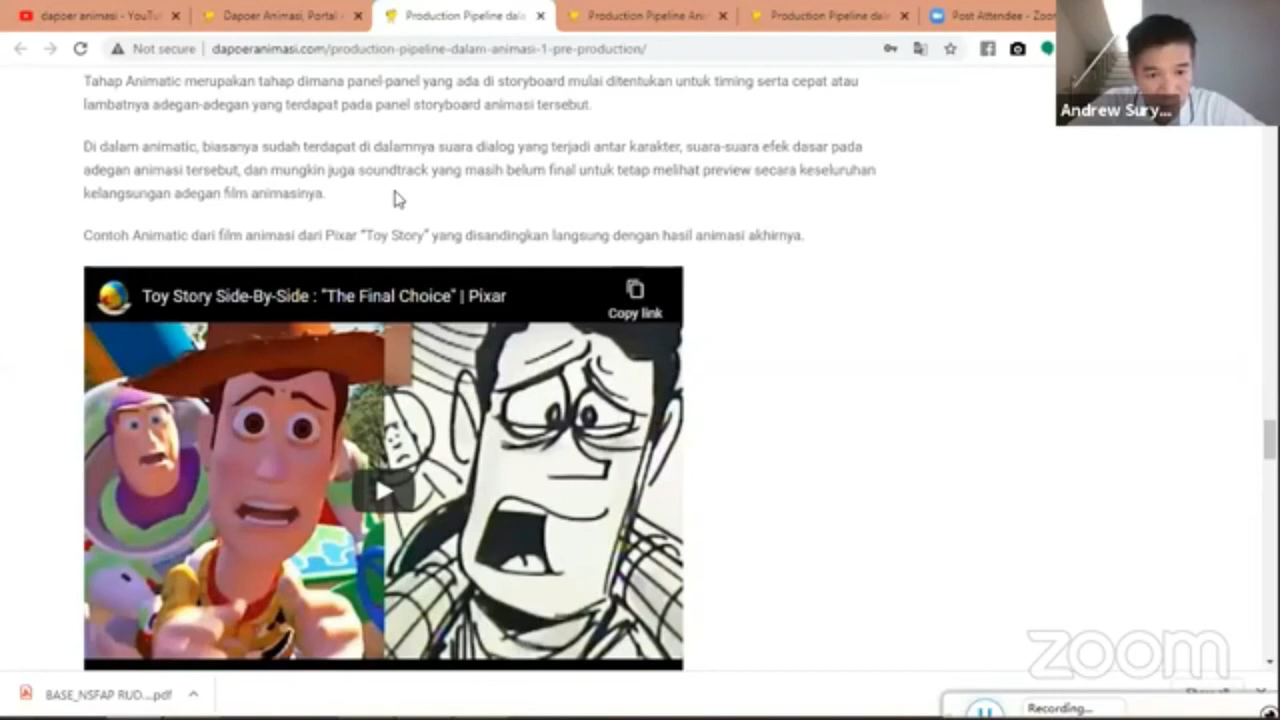 dapoer animasi - YouTu
Dapoer Animasi, Portal
Production Pipeline dala
Production Pipeline Ani
Production Pipeline dala
Post Attendee - Zoom
Not secure
dapoeranimasi.com/production-pipeline-dalam-animasi-1-pre-production/
Andrew Sury...
Tahap Animatic merupakan tahap dimana panel-panel yang ada di storyboard mulai ditentukan untuk timing serta cepat atau
lambatnya adegan-adegan yang terdapat pada panel storyboard animasi tersebut.
Di dalam animatic, biasanya sudah terdapat di dalamnya suara dialog yang terjadi antar karakter, suara-suara efek dasar pada
adegan animasi tersebut, dan mungkin juga soundtrack yang masih belum final untuk tetap melihat preview secara keseluruhan
kelangsungan adegan film animasinya.
Contoh Animatic dari film animasi dari Pixar “Toy Story” yang disandingkan langsung dengan hasil animasi akhirnya.
Toy Story Side-By-Side : "The Final Choice" | Pixar
Copy link
zoom
BASE_NSFAP RUD....pdf
Recording...